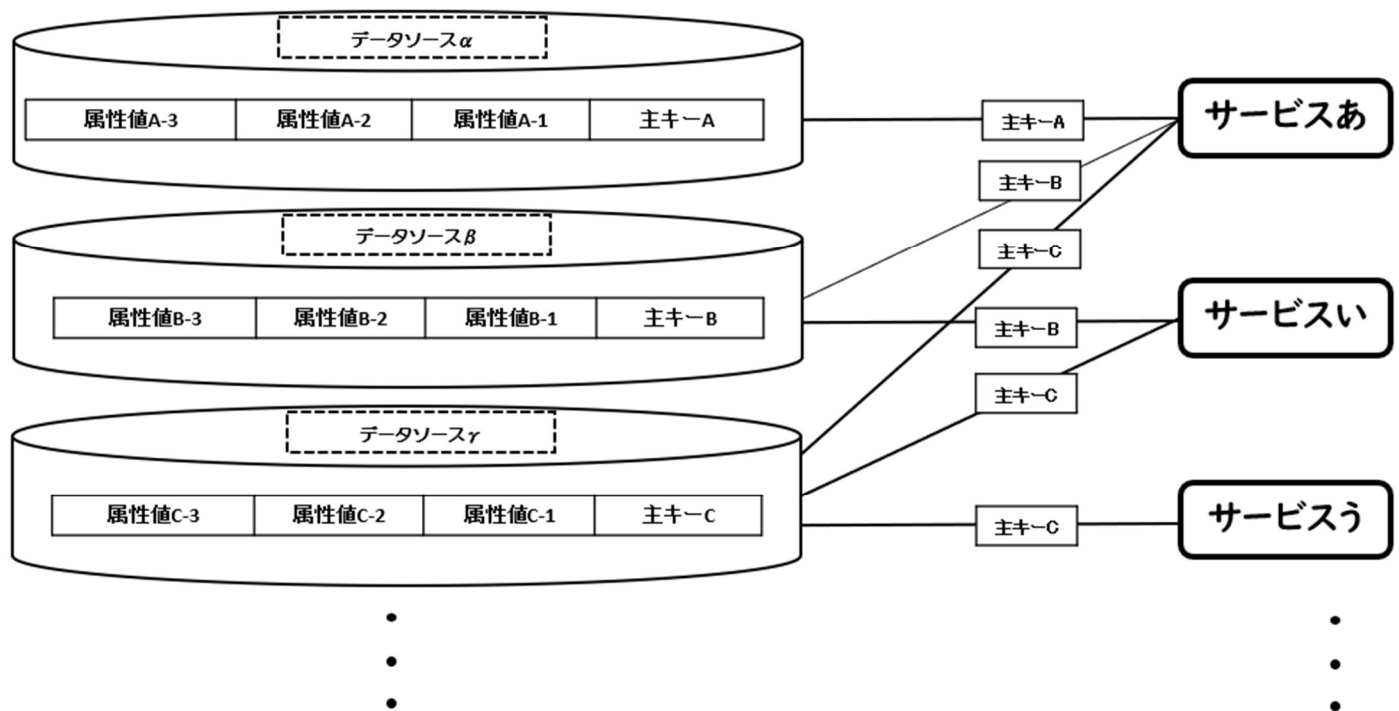 データソースα
属性値A-3 属性値A-2 属性値A-1 主キーA
主キーA
サービスあ
主キーB
主キーC
データソースβ
属性値B-3 属性値B-2 属性値B-1 主キーB
主キーB
サービスい
主キーC
データソースγ
属性値C-3 属性値C-2 属性値C-1 主キーC
主キーC
サービスう